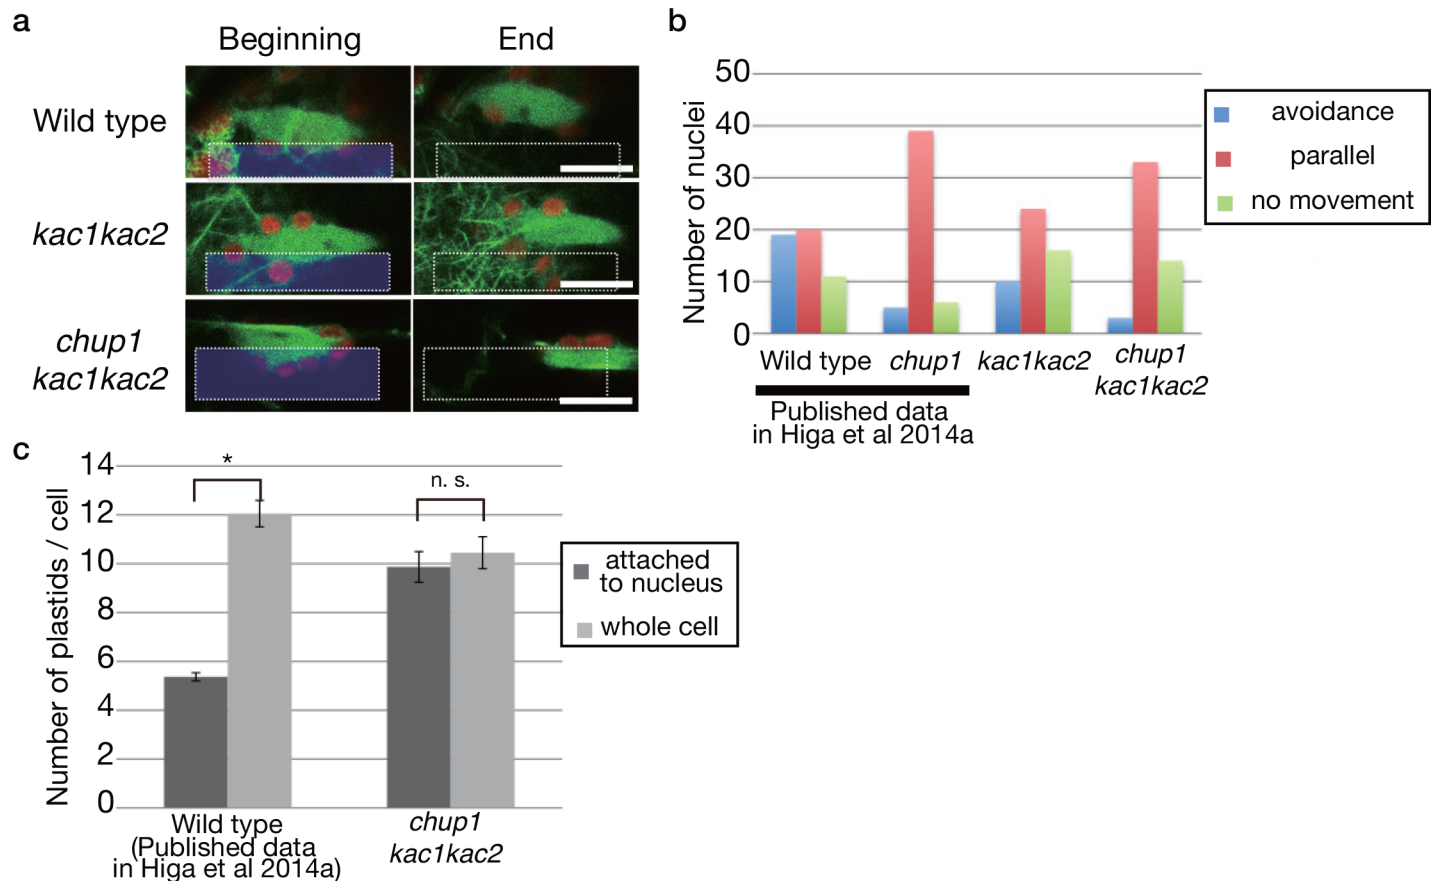 a
Beginning
End
Wild type
kac1kac2
chup1
kac1kac2
b
Number of nuclei
50
40
30
20
10
0
Wild type
chup1
kac1kac2
chup1
kac1kac2
Published data
in Higa et al 2014a
avoidance
parallel
no movement
c
Number of plastids / cell
14
12
10
8
6
4
2
0
*
n. s.
Wild type
(Published data
in Higa et al 2014a)
chup1
kac1kac2
attached
to nucleus
whole cell